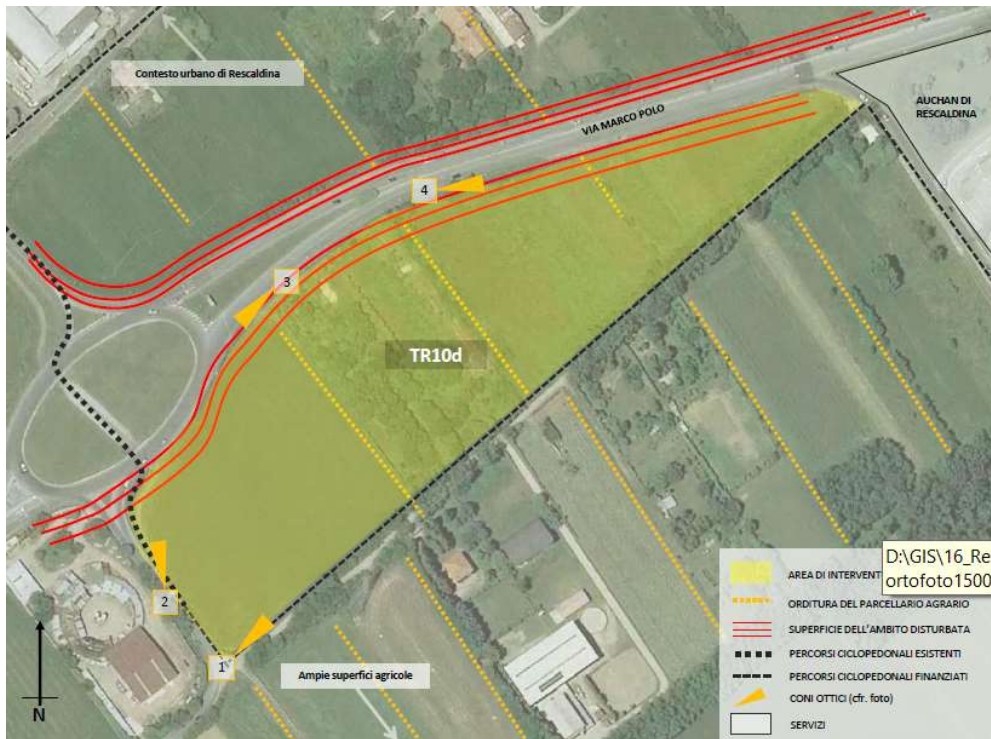 Contesto urbano di Rescaldina
AUCHAN DI
RESCALDINA
VIA MARCO POLO
4
3
TR10d
2
1
Ampie superfici agricole
N
D:\GIS\16_Re
ortofoto1500
AREA DI INTERVENT
ORDITURA DEL PARCELLARIO AGRARIO
SUPERFICIE DELL'AMBITO DISTURBATA
PERCORSI CICLOPEDONALI ESISTENTI
PERCORSI CICLOPEDONALI FINANZIATI
CONI OTTICI (cfr. foto)
SERVIZI